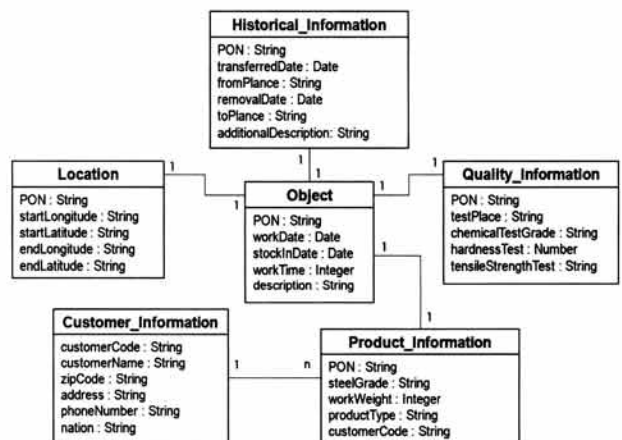 Historical_Information
PON : String
transferredDate : Date
fromPlance : String
removalDate : Date
toPlance : String
additionalDescription: String
1
1
1
1
1
1
Location
PON : String
startLongitude : String
startLatitude : String
endLongitude : String
endLatitude : String
Object
PON : String
workDate : Date
stockInDate : Date
workTime : Integer
description : String
Quality_Information
PON : String
testPlace : String
chemicalTestGrade : String
hardnessTest : Number
tensileStrengthTest : String
1
1
Customer_Information
customerCode : String
customerName : String
zipCode : String
address : String
phoneNumber : String
nation : String
1
n
Product_Information
PON : String
steelGrade : String
workWeight : Integer
productType : String
customerCode : String